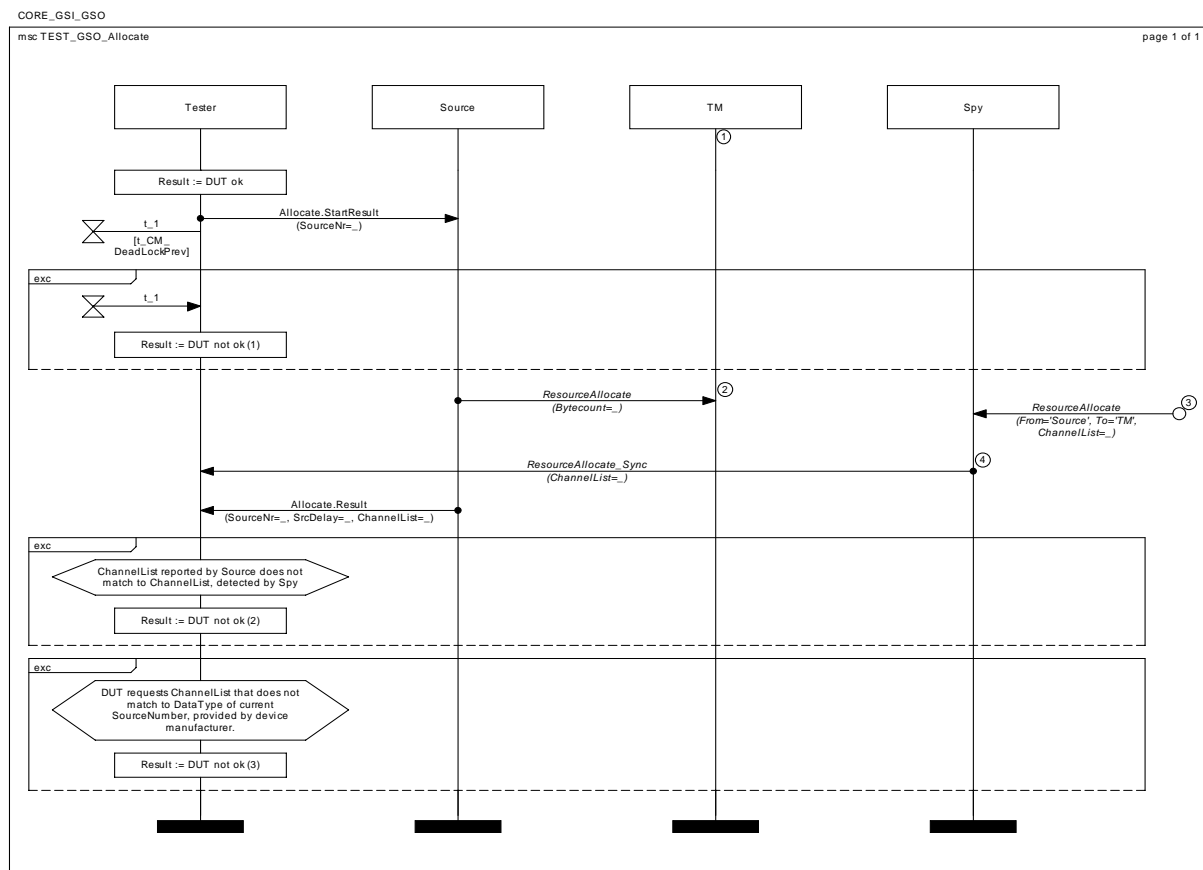 CORE_GSI_GSO
msc TEST_GSO_Allocate
page 1 of 1
Tester
Source
TM
Spy
1
Result := DUT ok
Allocate.StartResult
(SourceNr=_)
t_1
[t_CM_
DeadLockPrev]
exc
t_1
Result := DUT not ok (1)
2
ResourceAllocate
(Bytecount=_)
3
ResourceAllocate
(From='Source', To='TM',
ChannelList=_)
4
ResourceAllocate_Sync
(ChannelList=_)
Allocate.Result
(SourceNr=_, SrcDelay=_, ChannelList=_)
exc
ChannelList reported by Source does not
match to ChannelList, detected by Spy
Result := DUT not ok (2)
exc
DUT requests ChannelList that does not
match to DataType of current
SourceNumber, provided by device
manufacturer.
Result := DUT not ok (3)